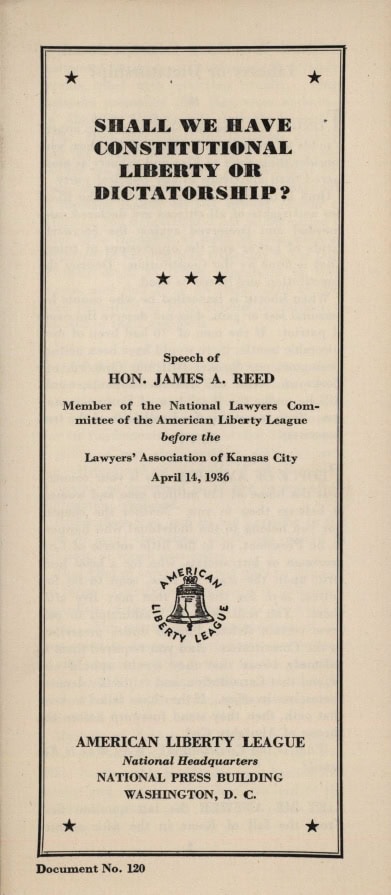 SHALL WE HAVE
CONSTITUTIONAL
LIBERTY OR
DICTATORSHIP?
Speech of
HON. JAMES A. REED
Member of the National Lawyers Com-
mittee of the American Liberty League
before the
Lawyers' Association of Kansas City
April 14, 1936
AMERICAN
LIBERTY LEAGUE
AMERICAN LIBERTY LEAGUE
National Headquarters
NATIONAL PRESS BUILDING
WASHINGTON, D. C.
Document No. 120